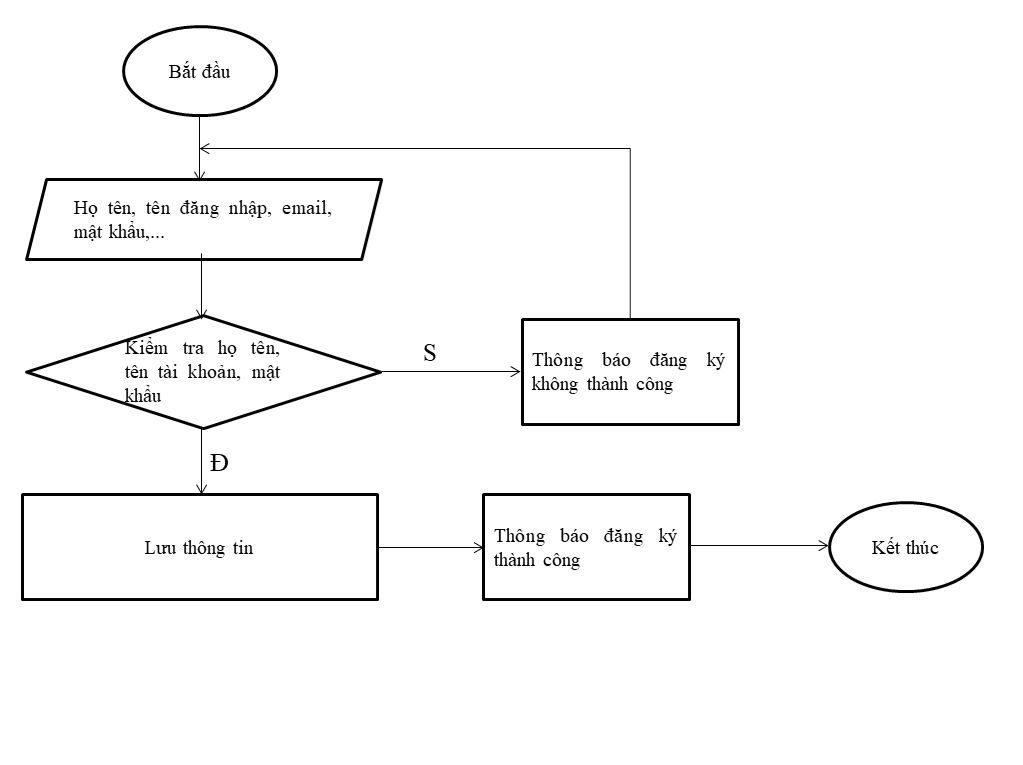 Bắt đầu
Họ tên, tên đăng nhập, email,
mật khẩu,...
Kiểm tra họ tên,
tên tài khoản, mật
khẩu
S
Thông báo đăng ký
không thành công
Đ
Lưu thông tin
Thông báo đăng ký
thành công
Kết thúc